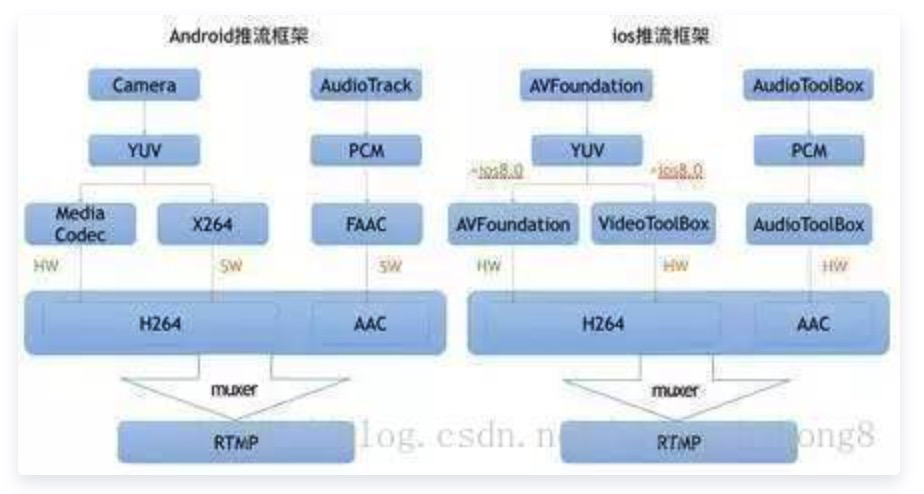 Android推流框架
ios推流框架
Camera
AudioTrack
AVFoundation
AudioToolBox
YUV
PCM
YUV
PCM
ios8.0
ios8.0
Media
Codec
X264
FAAC
AVFoundation
VideoToolBox
AudioToolBox
HW
SW
SW
HW
HW
HW
H264
AAC
H264
AAC
muxer
muxer
RTMP
log.csdn.n
RTMP
ong8